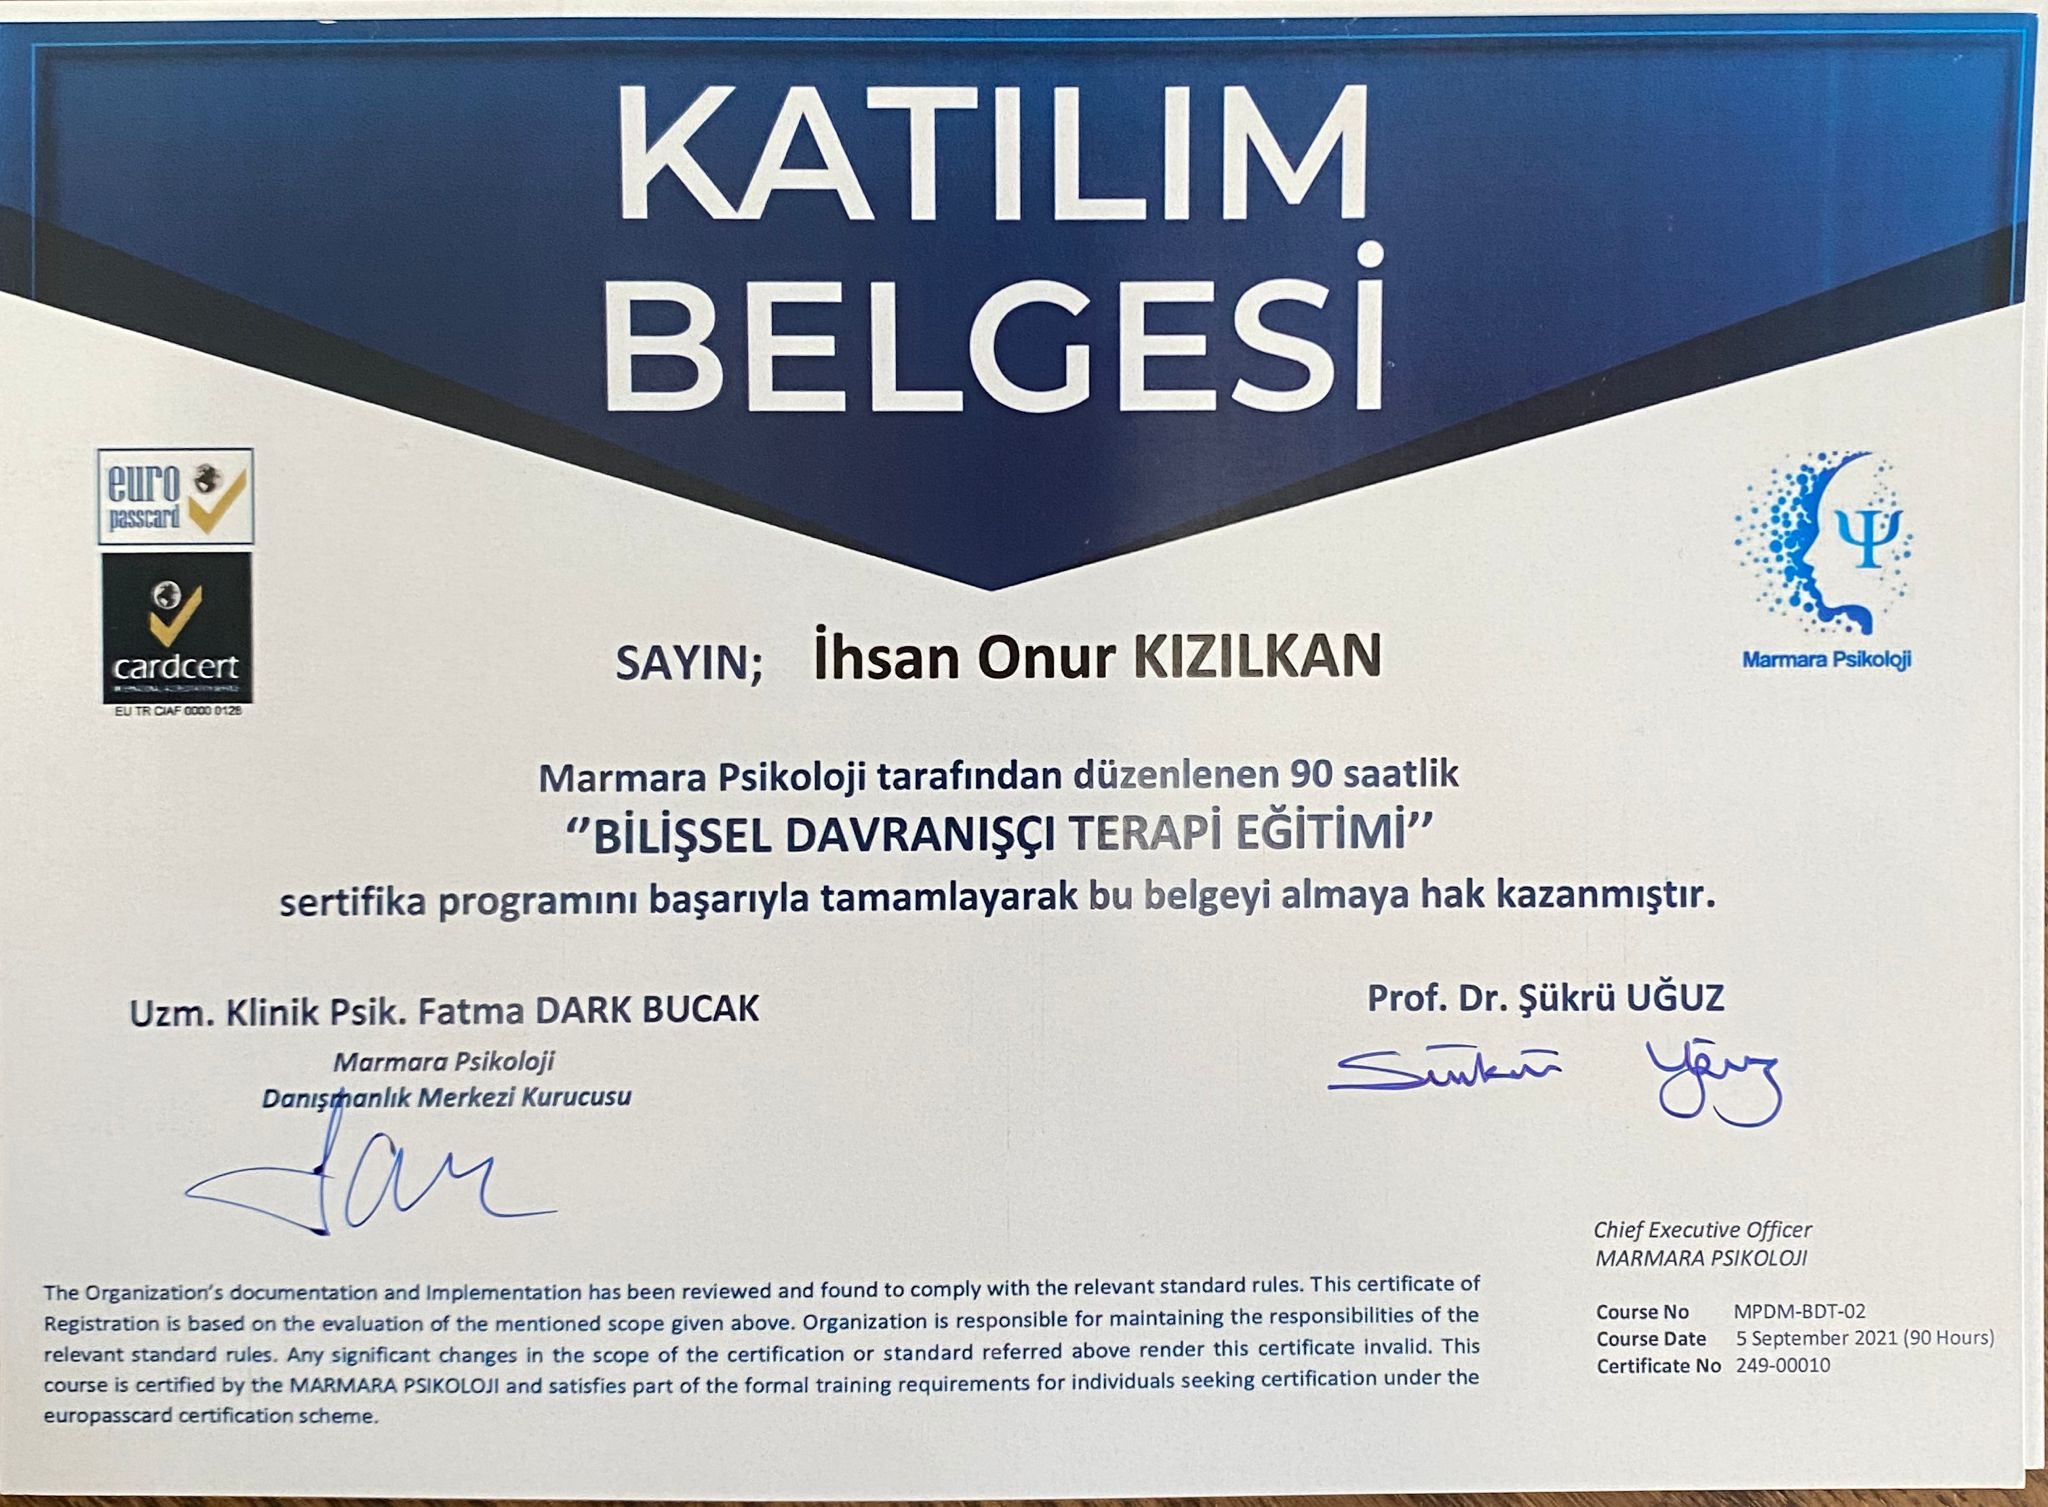 KATILIM
BELGESİ
euro
passcard
cardcert
EU TR CIAF 0000 0128
Marmara Psikoloji
SAYIN; İhsan Onur KIZILKAN
Marmara Psikoloji tarafından düzenlenen 90 saatlik
‘’BİLİŞSEL DAVRANIŞÇI TERAPİ EĞİTİMİ’’
sertifika programını başarıyla tamamlayarak bu belgeyi almaya hak kazanmıştır.
Uzm. Klinik Psik. Fatma DARK BUCAK
Marmara Psikoloji
Danışmanlık Merkezi Kurucusu
Prof. Dr. Şükrü UĞUZ
Şükrü Uğuz
Chief Executive Officer
MARMARA PSIKOLOJI
The Organization’s documentation and Implementation has been reviewed and found to comply with the relevant standard rules. This certificate of
Registration is based on the evaluation of the mentioned scope given above. Organization is responsible for maintaining the responsibilities of the
relevant standard rules. Any significant changes in the scope of the certification or standard referred above render this certificate invalid. This
course is certified by the MARMARA PSIKOLOJI and satisfies part of the formal training requirements for individuals seeking certification under the
europasscard certification scheme.
Course No MPDM-BDT-02
Course Date 5 September 2021 (90 Hours)
Certificate No 249-00010